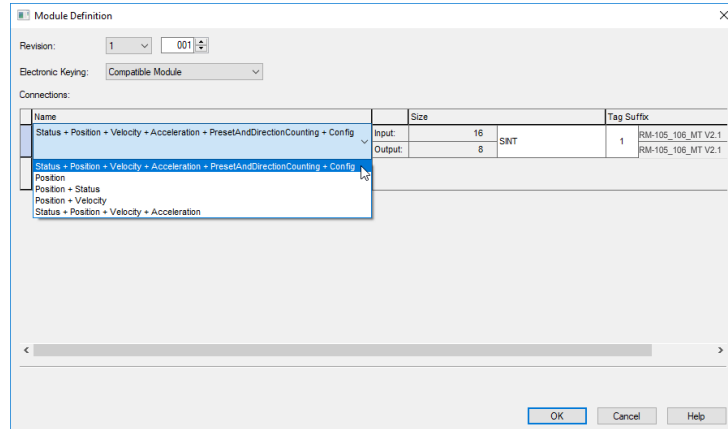 Module Definition
Revision: 1 001
Electronic Keying: Compatible Module
Connections:
Name Size Tag Suffix
Status + Position + Velocity + Acceleration + PresetAndDirectionCounting + Config Input: 16 SINT 1 RM-105_106_MT V2.1
Output: 8 RM-105_106_MT V2.1
Status + Position + Velocity + Acceleration + PresetAndDirectionCounting + Config
Position
Position + Status
Position + Velocity
Status + Position + Velocity + Acceleration
OK Cancel Help